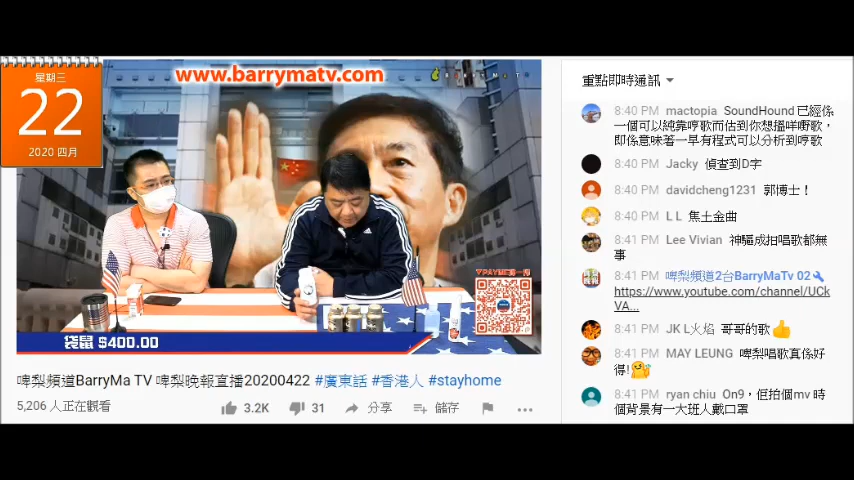 www.barrymatv.com
BARRYMATV
星期三
22
2020 四月
PAYME
袋鼠 $400.00
啤梨頻道BarryMa TV 啤梨晚報直播20200422 #廣東話 #香港人 #stayhome
5,206 人正在觀看
3.2K
31
分享
儲存
重點即時通訊
8:40 PM mactopia SoundHound 已經係
一個可以純靠哼歌而估到你想搵咩嘢歌，
即係意味著一早有程式可以分析到哼歌
8:40 PM Jacky 偵查到D字
8:40 PM davidcheng1231 郭博士！
8:40 PM L L 焦土金曲
8:41 PM Lee Vivian 神驅成拍唱歌都無
事
8:41 PM 啤梨頻道2台BarryMaTv 02
https://www.youtube.com/channel/UCk
VA...
8:41 PM JK L火焰 哥哥的歌
8:41 PM MAY LEUNG 啤梨唱歌真係好
得!
8:41 PM ryan chiu On9，佢拍個mv 時
個背景有一大班人戴口罩